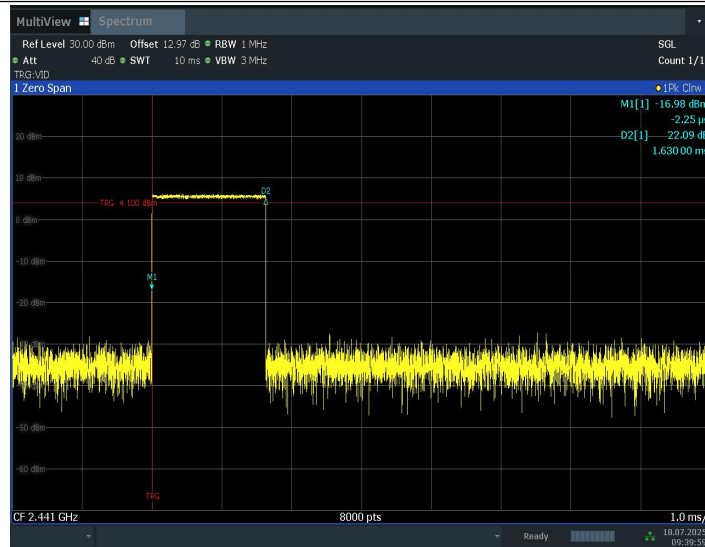 MultiView Spectrum
Ref Level 30.00 dBm Offset 12.97 dB RBW 1 MHz SGL
Att 40 dB SWT 10 ms VBW 3 MHz Count 1/1
TRG:VID
1 Zero Span 1Pk Clrw
M1[1] -16.98 dBm
-2.25 µs
20 dBm D2[1] 22.09 dB
1.630 00 ms
10 dBm
D2
TRG 4.100 dBm
0 dBm
-10 dBm
M1
-20 dBm
-50 dBm
-60 dBm
TRG
CF 2.441 GHz 8000 pts 1.0 ms/
Ready 18.07.2025
09:39:59